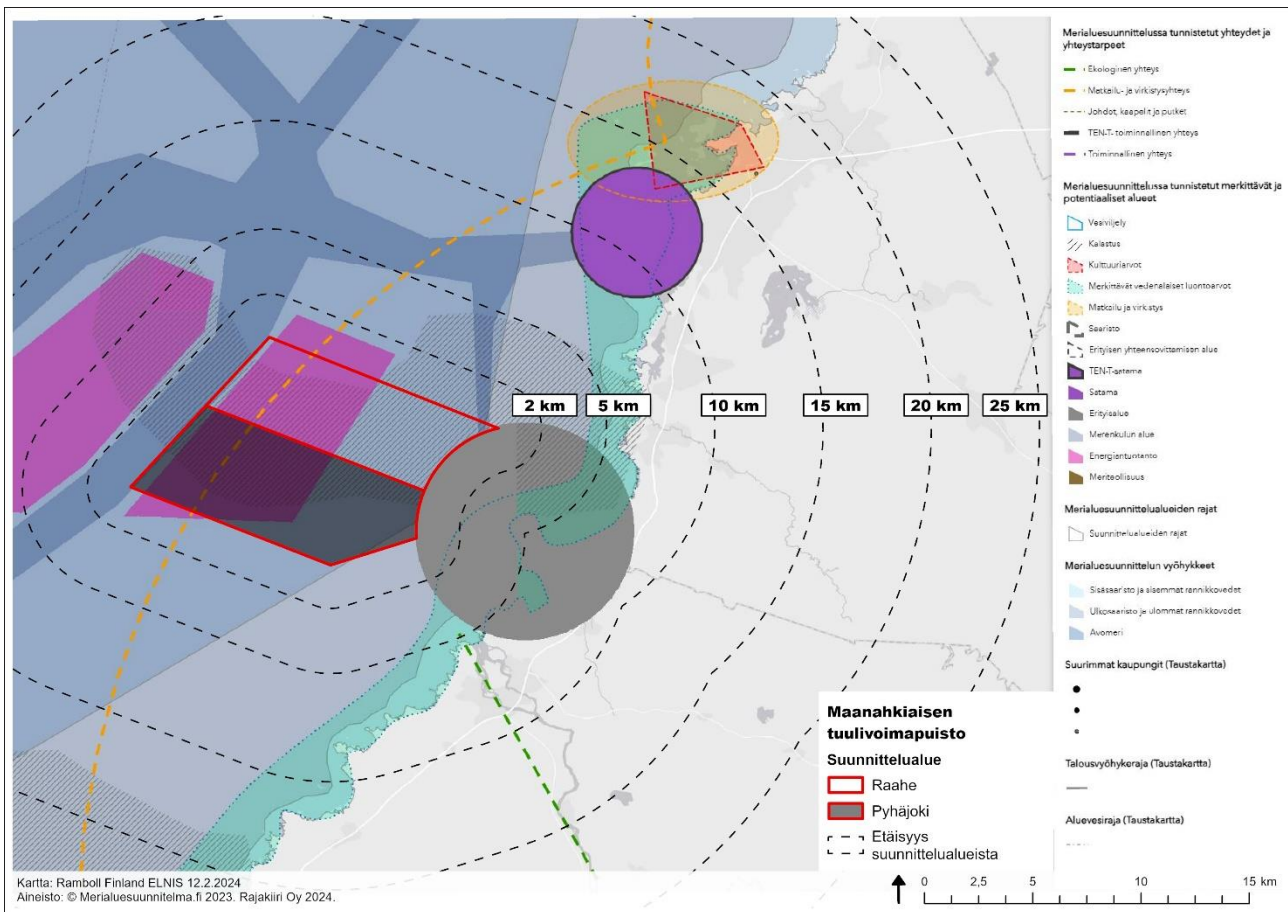 Merialuesuunnittelussa tunnistetut yhteydet ja
yhteystarpeet
Ekologinen yhteys
Matkailu- ja virkistysyhteys
Johdot, kaapelit ja putket
TEN-T- toiminnallinen yhteys
Toiminnallinen yhteys
Merialuesuunnittelussa tunnistetut merkittävät ja
potentiaaliset alueet
Vesiviljely
Kalastus
Kulttuuriarvot
Merkittävät vedenalaiset luontoarvot
Matkailu ja virkistys
Saaristo
Erityisen yhteensovittamisen alue
TEN-T-satama
Satama
Erityisalue
Merenkulun alue
Energiantuotanto
Meriteollisuus
Merialuesuunnittelualueiden rajat
Suunnittelualueiden rajat
Merialuesuunnittelun vyöhykkeet
Sisäsaaristo ja sisemmät rannikkovedet
Ulkosaaristo ja ulommat rannikkovedet
Avomeri
Suurimmat kaupungit (Taustakartta)
Talousvyöhykeraja (Taustakartta)
Aluevesiraja (Taustakartta)
2 km
5 km
10 km
15 km
20 km
25 km
Maanahkiaisen
tuulivoimapuisto
Suunnittelualue
Raahe
Pyhäjoki
Etäisyys
suunnittelualueista
0 2,5 5 10 15 km
Kartta: Ramboll Finland ELNIS 12.2.2024
Aineisto: © Merialuesuunnitelma.fi 2023. Rajakiiri Oy 2024.